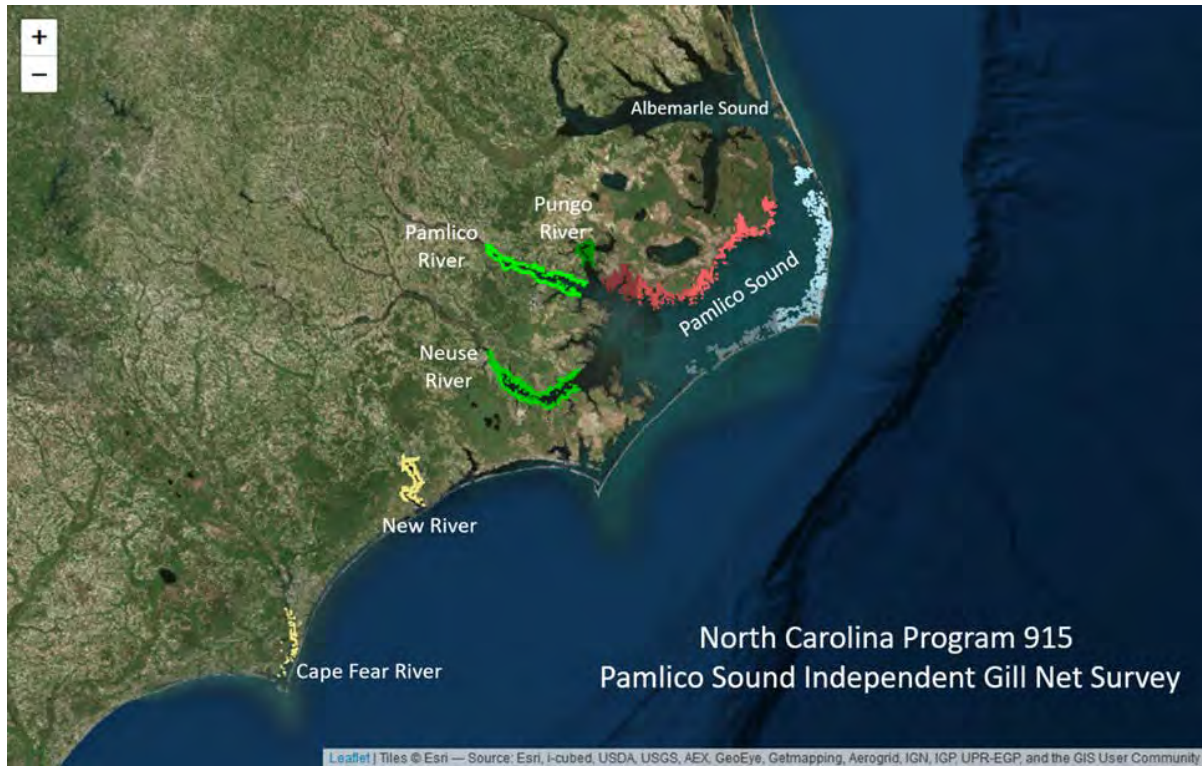 +
−
Albemarle Sound
Pungo
River
Pamlico
River
Pamlico Sound
Neuse
River
New River
Cape Fear River
North Carolina Program 915
Pamlico Sound Independent Gill Net Survey
Leaflet | Tiles © Esri — Source: Esri, i-cubed, USDA, USGS, AEX, GeoEye, Getmapping, Aerogrid, IGN, IGP, UPR-EGP, and the GIS User Community